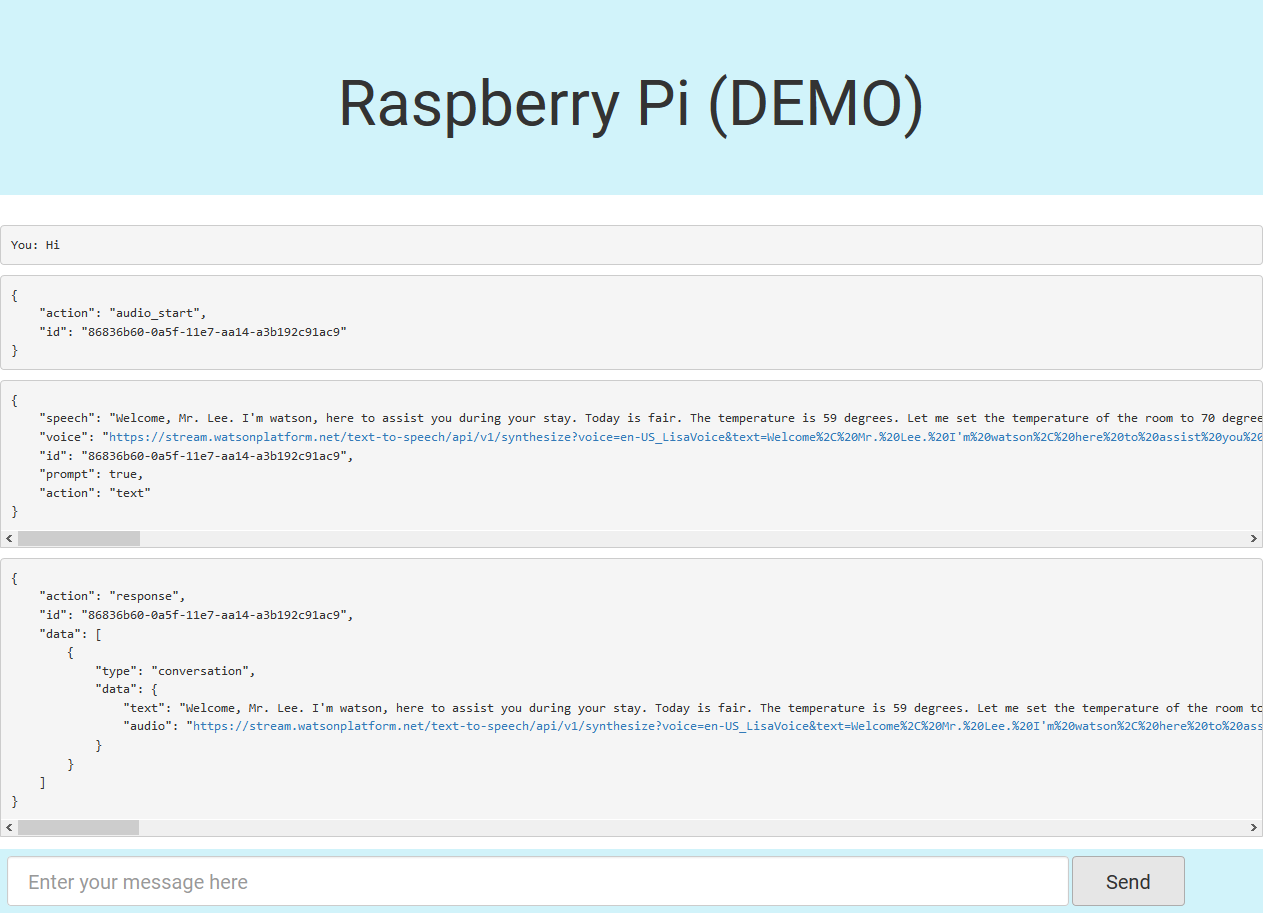 Raspberry Pi (DEMO)
You: Hi
{
    "action": "audio_start",
    "id": "86836b60-0a5f-11e7-aa14-a3b192c91ac9"
}
{
    "speech": "Welcome, Mr. Lee. I'm watson, here to assist you during your stay. Today is fair. The temperature is 59 degrees. Let me set the temperature of the room to 70 degree
    "voice": "https://stream.watsonplatform.net/text-to-speech/api/v1/synthesize?voice=en-US_LisaVoice&text=Welcome%2C%20Mr.%20Lee.%20I'm%20watson%2C%20here%20to%20assist%20you%20
    "id": "86836b60-0a5f-11e7-aa14-a3b192c91ac9",
    "prompt": true,
    "action": "text"
}
{
    "action": "response",
    "id": "86836b60-0a5f-11e7-aa14-a3b192c91ac9",
    "data": [
        {
            "type": "conversation",
            "data": {
                "text": "Welcome, Mr. Lee. I'm watson, here to assist you during your stay. Today is fair. The temperature is 59 degrees. Let me set the temperature of the room to
                "audio": "https://stream.watsonplatform.net/text-to-speech/api/v1/synthesize?voice=en-US_LisaVoice&text=Welcome%2C%20Mr.%20Lee.%20I'm%20watson%2C%20here%20to%20ass
            }
        }
    ]
}
Enter your message here
Send